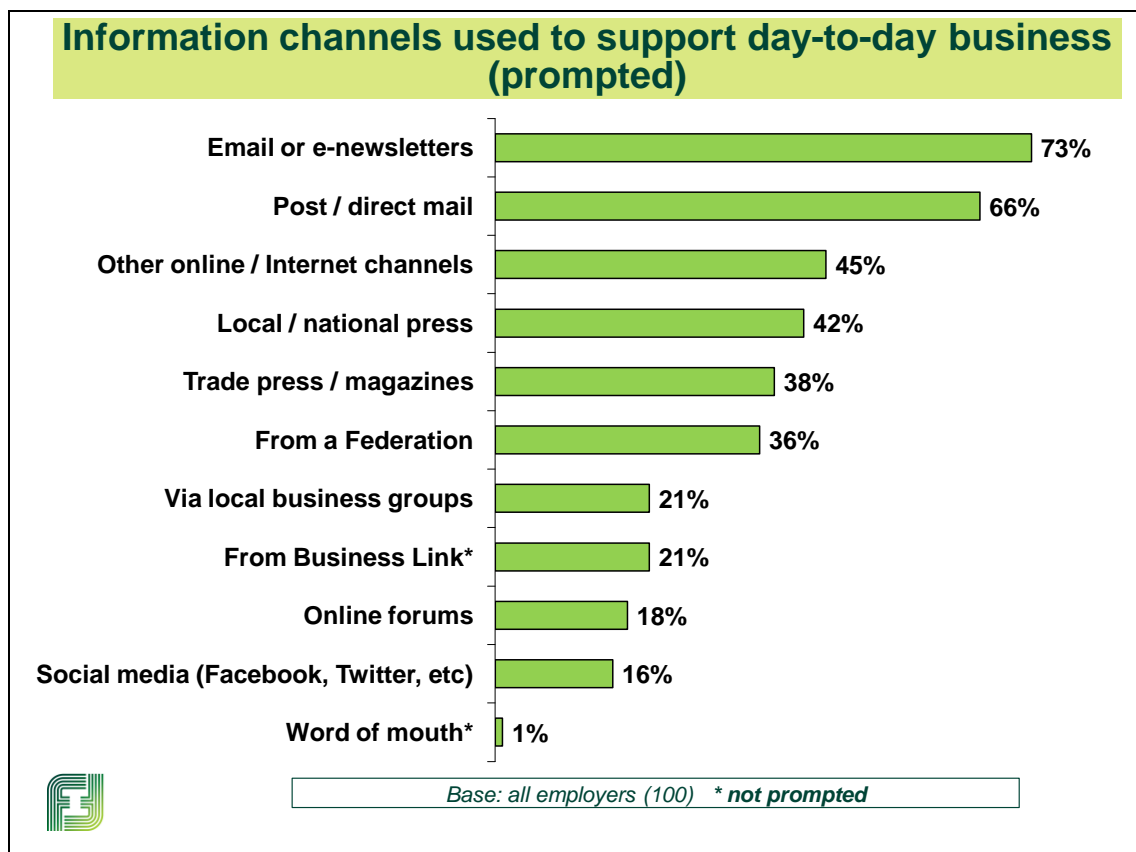 Information channels used to support day-to-day business
(prompted)
Email or e-newsletters 73%
Post / direct mail 66%
Other online / Internet channels 45%
Local / national press 42%
Trade press / magazines 38%
From a Federation 36%
Via local business groups 21%
From Business Link* 21%
Online forums 18%
Social media (Facebook, Twitter, etc) 16%
Word of mouth* 1%
Base: all employers (100) * not prompted